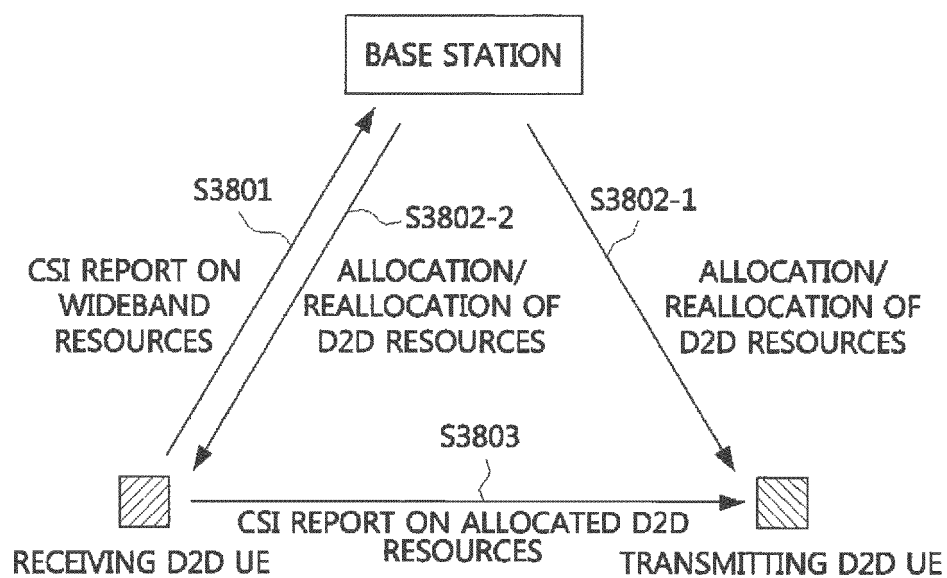 BASE STATION
S3801
S3802-2
S3802-1
CSI REPORT ON
WIDEBAND
RESOURCES
ALLOCATION/
REALLOCATION OF
D2D RESOURCES
ALLOCATION/
REALLOCATION OF
D2D RESOURCES
S3803
CSI REPORT ON ALLOCATED D2D
RESOURCES
RECEIVING D2D UE
TRANSMITTING D2D UE